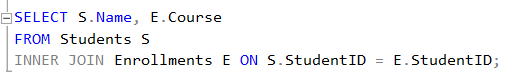 SELECT S.Name, E.Course
FROM Students S
INNER JOIN Enrollments E ON S.StudentID = E.StudentID;